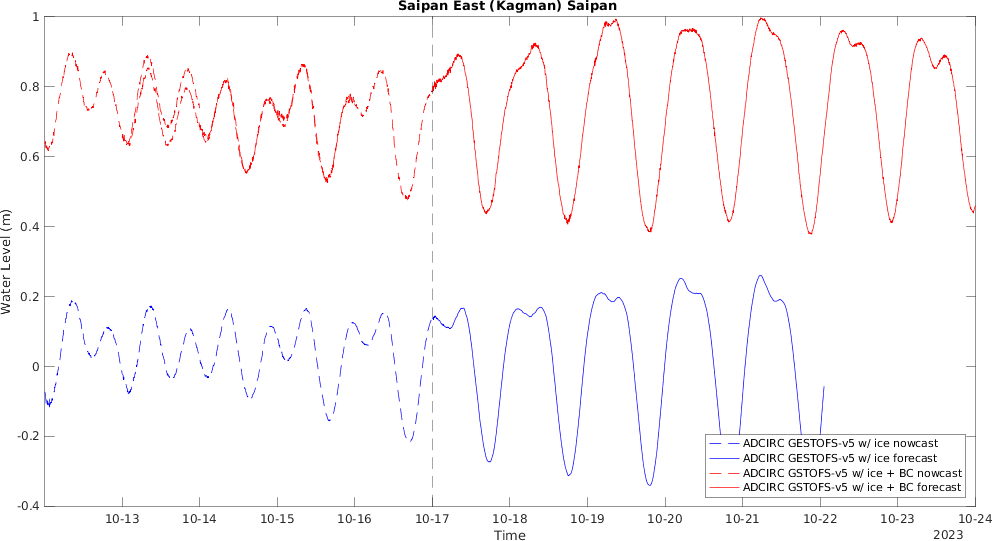 Saipan East (Kagman) Saipan
1
0.8
0.6
0.4
0.2
0
-0.2
-0.4
Water Level (m)
ADCIRC GESTOFS-v5 w/ ice nowcast
ADCIRC GESTOFS-v5 w/ ice forecast
ADCIRC GSTOFS-v5 w/ ice + BC nowcast
ADCIRC GSTOFS-v5 w/ ice + BC forecast
10-13 10-14 10-15 10-16 10-17 10-18 10-19 10-20 10-21 10-22 10-23 10-24
Time
2023